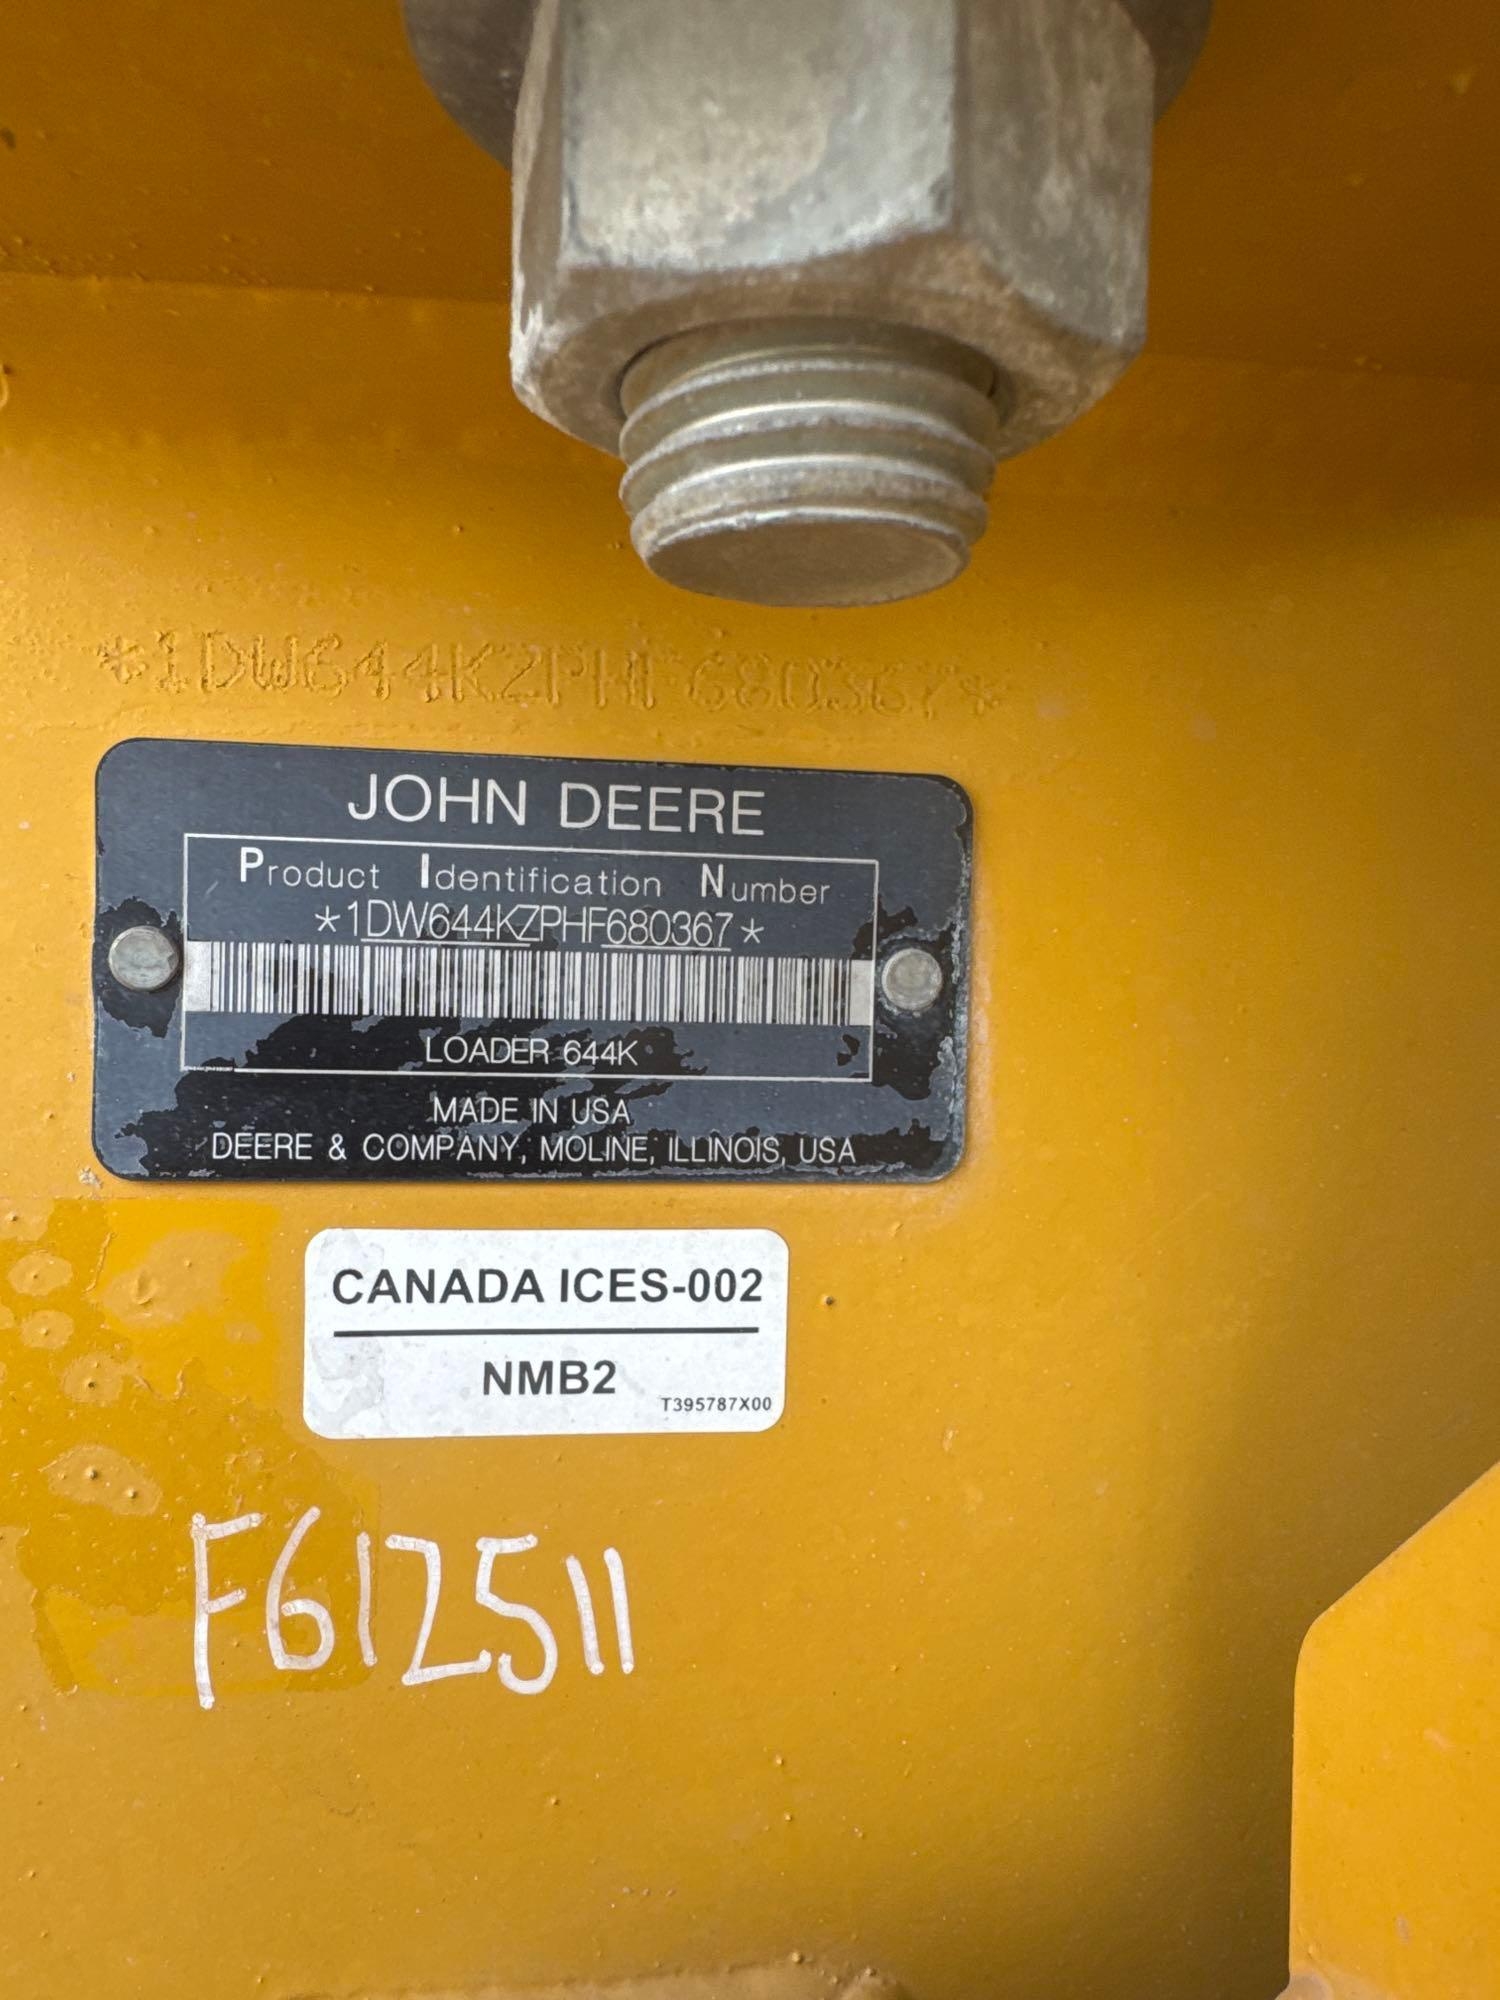 *1DW644KZPHF680367*
JOHN DEERE
Product Identification Number
*1DW644KZPHF680367*
LOADER 644K
MADE IN USA
DEERE & COMPANY, MOLINE, ILLINOIS, USA
CANADA ICES-002
NMB2
T395787X00
F612511